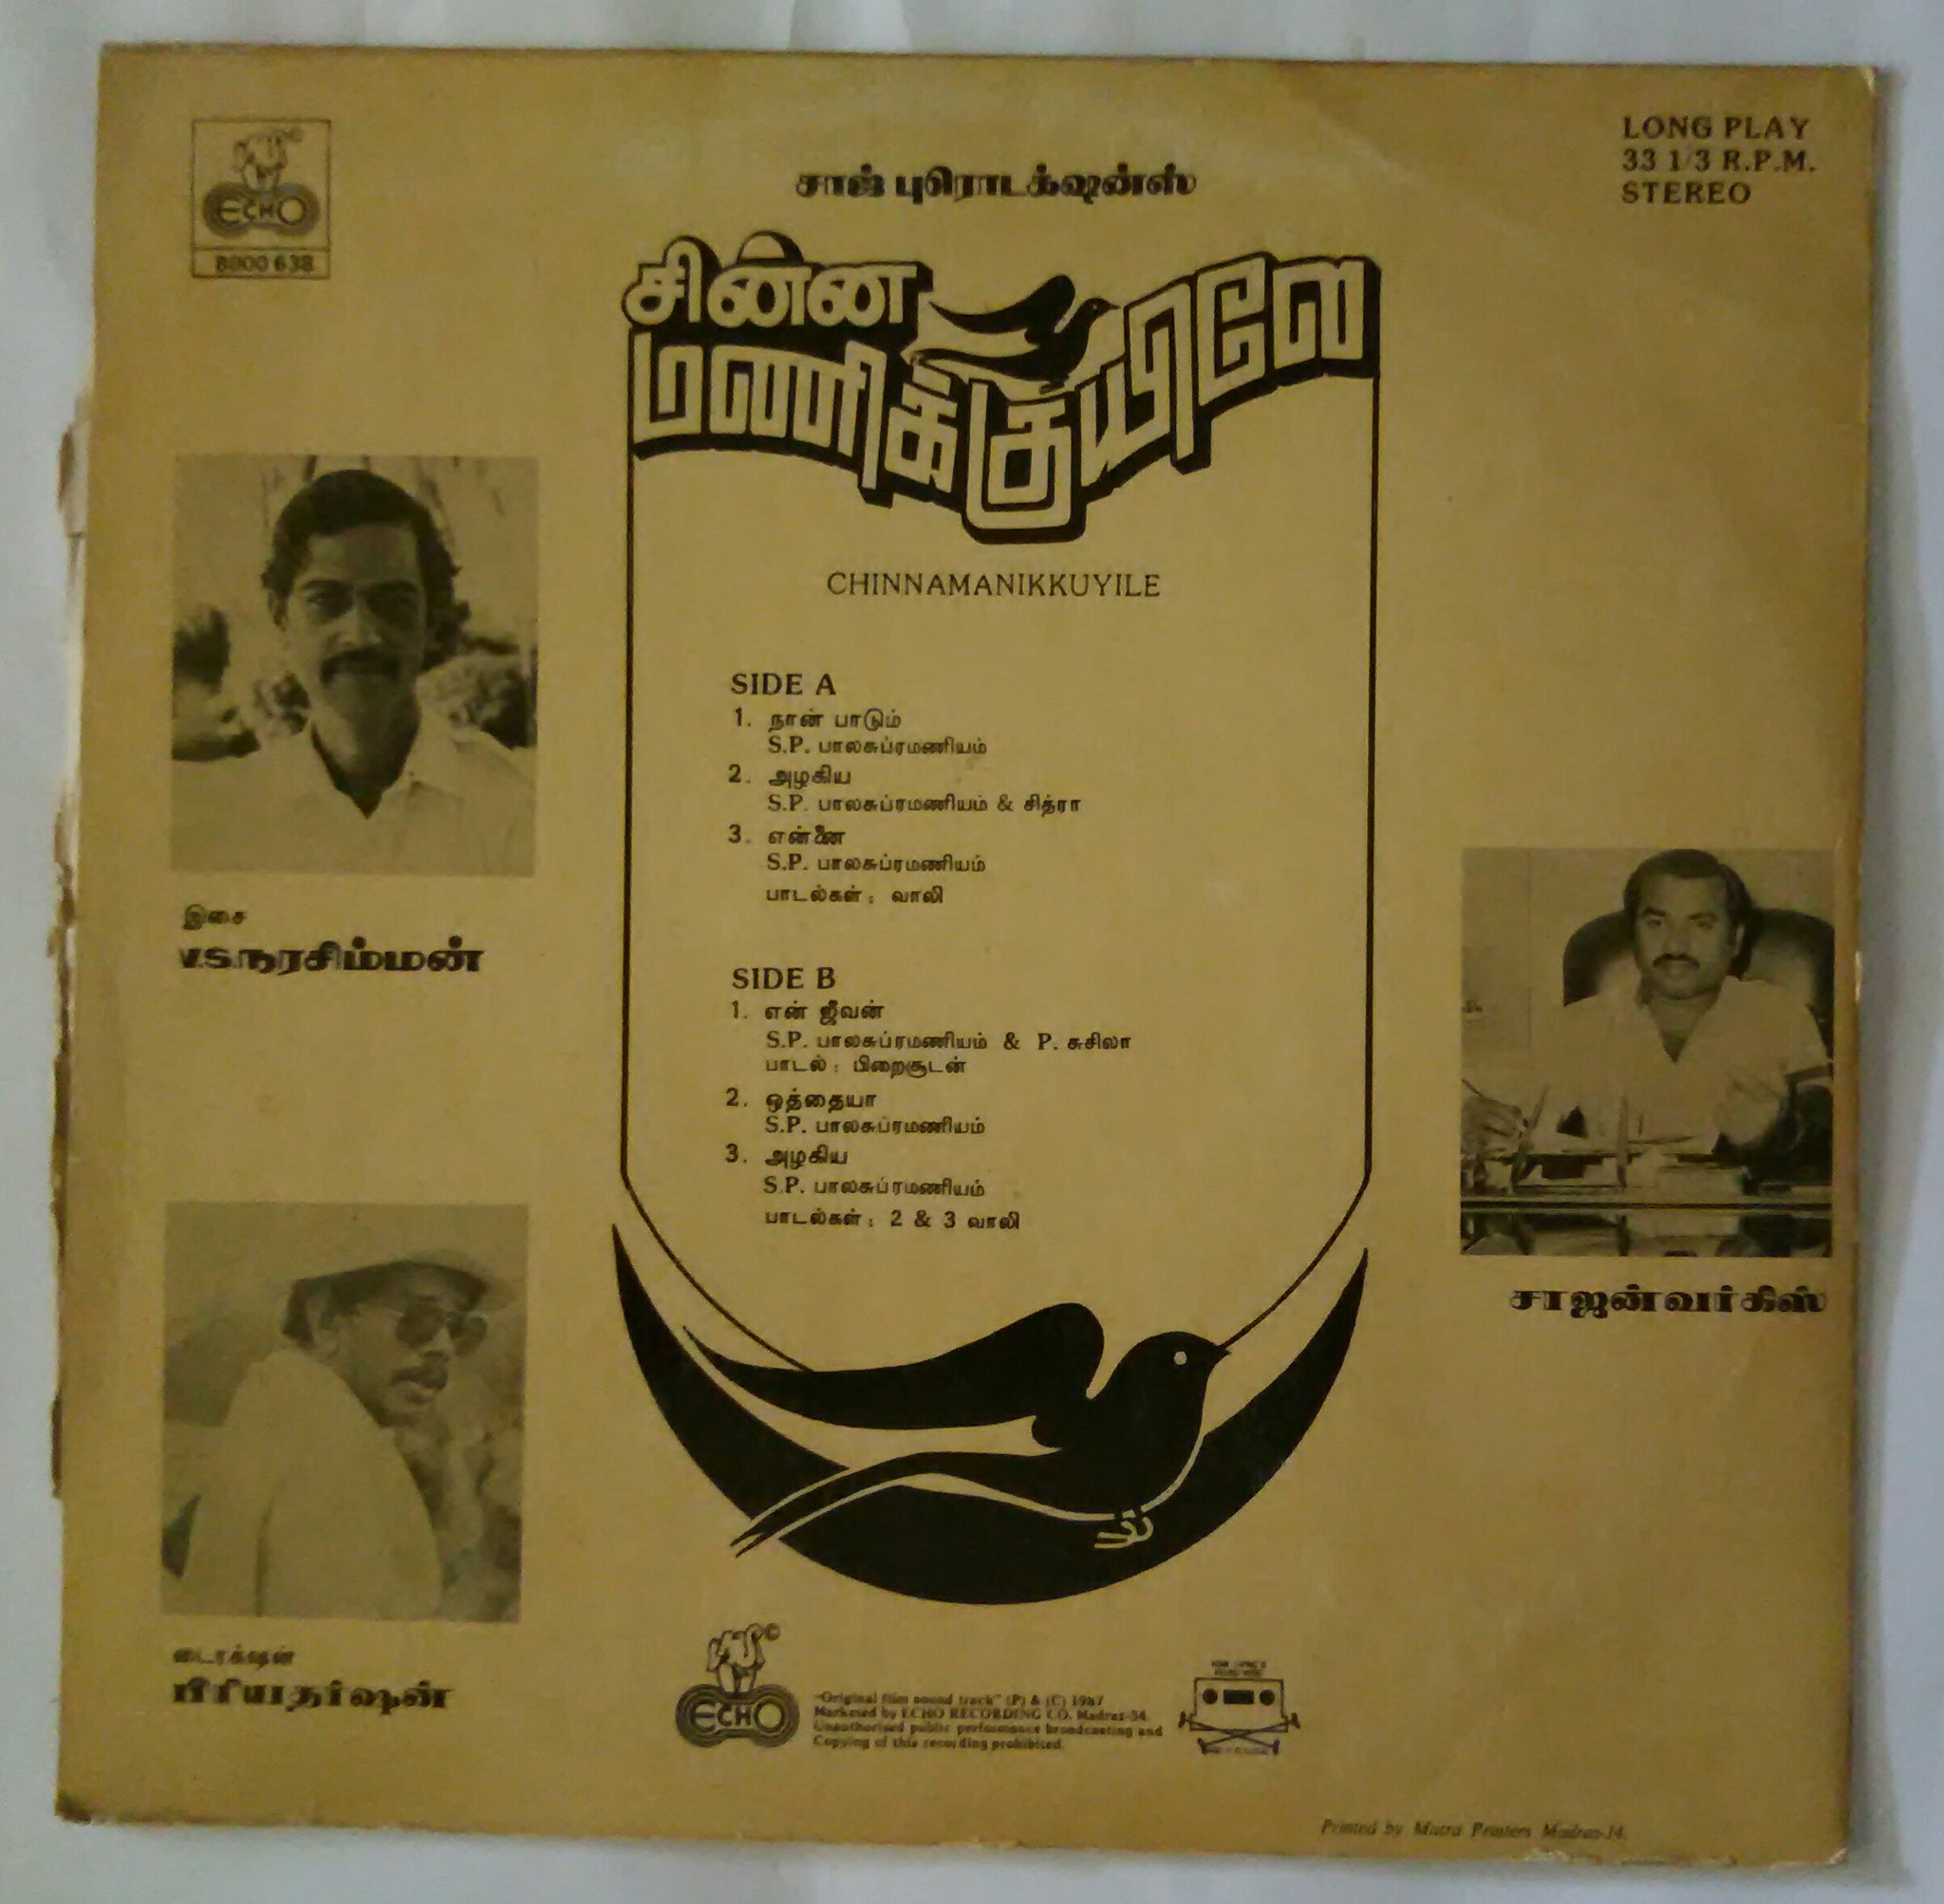 ECHO
8000 638
LONG PLAY
33 1/3 R.P.M.
STEREO
சாஜ் புரொடக்ஷன்ஸ்
சின்ன
மணிக்குயிலே
CHINNAMANIKKUYILE
SIDE A
1. நான் பாடும்
S.P. பாலசுப்ரமணியம்
2. அழகிய
S.P. பாலசுப்ரமணியம் & சித்ரா
3. என்னை
S.P. பாலசுப்ரமணியம்
பாடல்கள் : வாலி
SIDE B
1. என் ஜீவன்
S.P. பாலசுப்ரமணியம் & P. சுசிலா
பாடல் : பிறைசூடன்
2. ஒத்தையா
S.P. பாலசுப்ரமணியம்
3. அழகிய
S.P. பாலசுப்ரமணியம்
பாடல்கள் : 2 & 3 வாலி
இசை
V.S.நரசிம்மன்
டைரக்ஷன்
பிரியதர்ஷன்
சாஜன்வர்கிஸ்
©
ECHO
"Original film sound track" (P) & (C) 1987
Marketed by ECHO RECORDING CO. Madras-34.
Unauthorised public performance broadcasting and
Copying of this recording prohibited.
Printed by Matra Printers Madras-14.